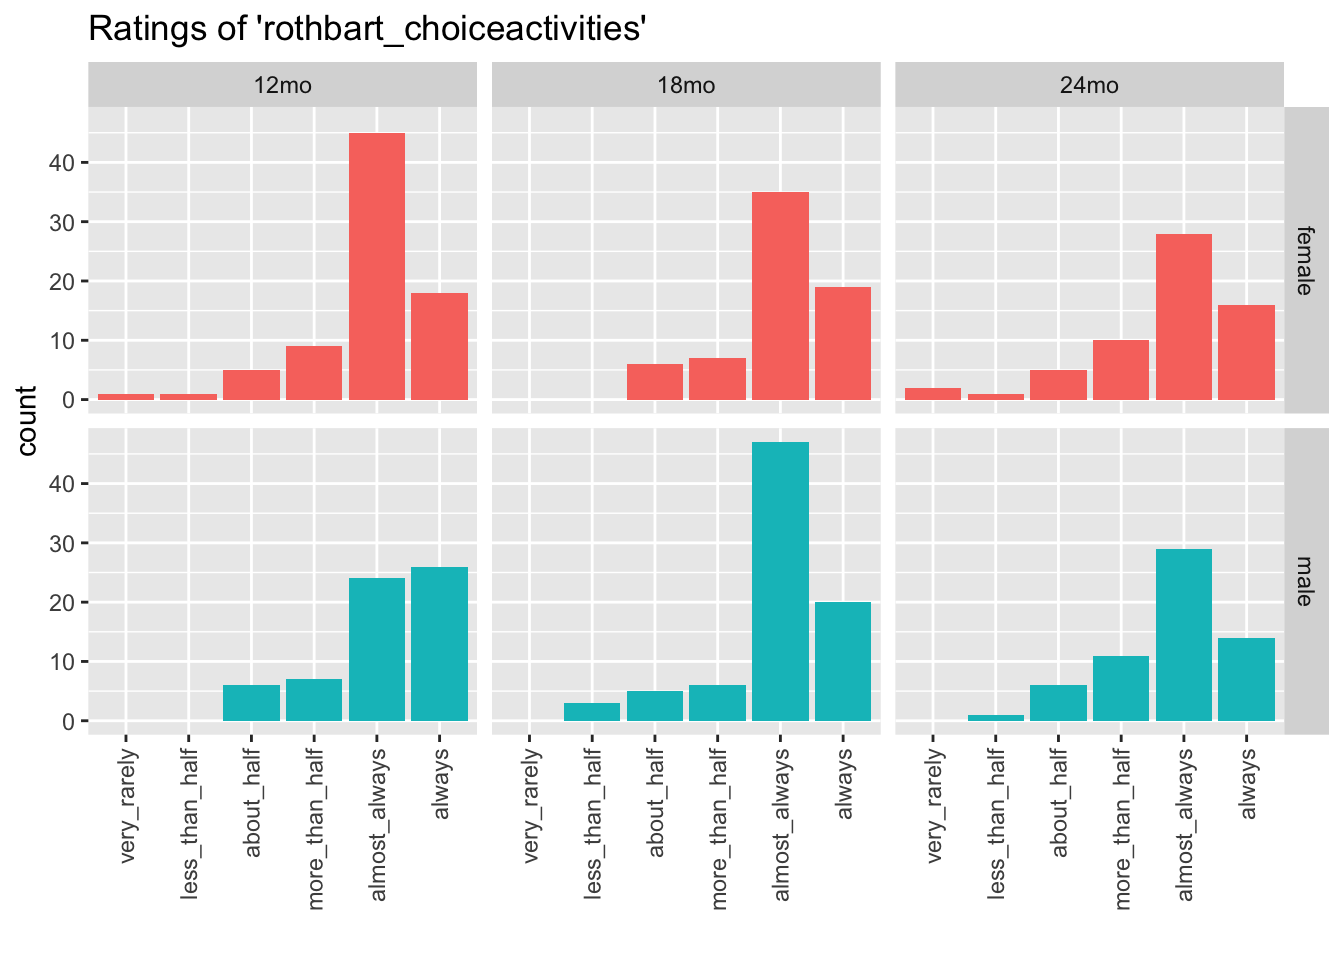 Ratings of 'rothbart_choiceactivities'
12mo
18mo
24mo
40
30
20
10
0
female
count
40
30
20
10
0
male
very_rarely
less_than_half
about_half
more_than_half
almost_always
always
very_rarely
less_than_half
about_half
more_than_half
almost_always
always
very_rarely
less_than_half
about_half
more_than_half
almost_always
always